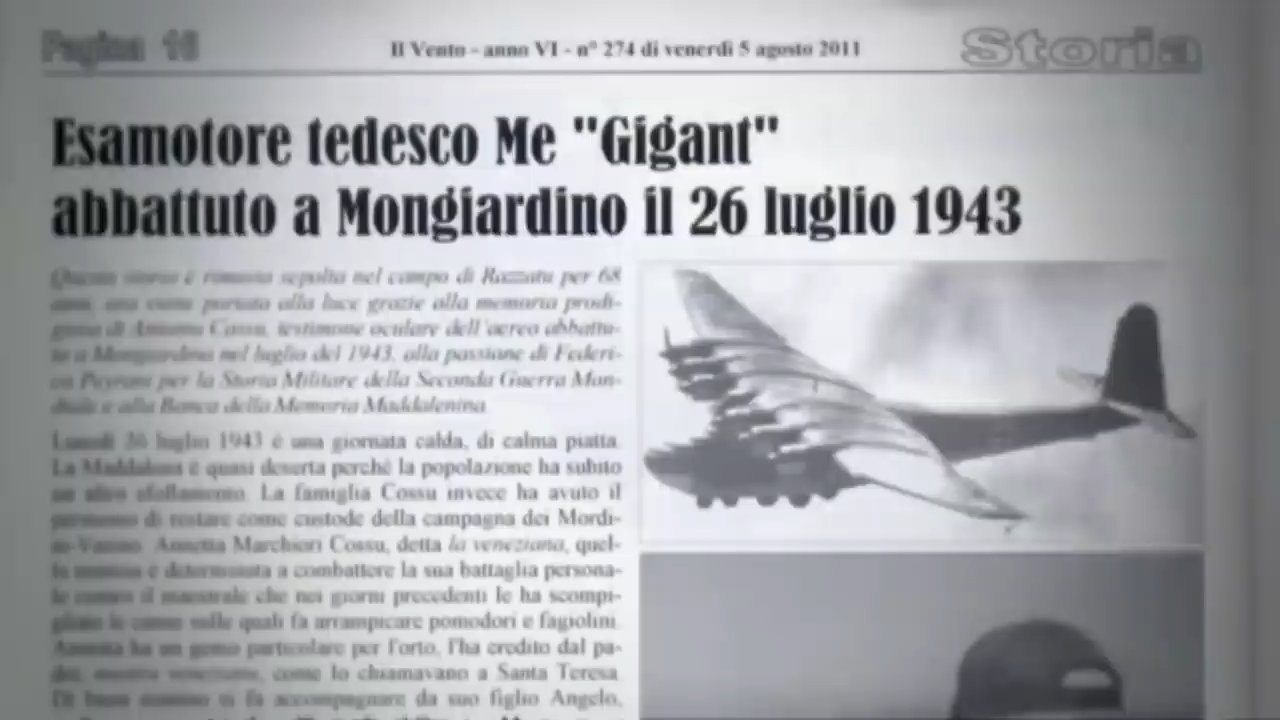 Pagina 16
Il Vento - anno VI - n° 274 di venerdì 5 agosto 2011
Storia
Esamotore tedesco Me "Gigant"
abbattuto a Mongiardino il 26 luglio 1943
Questa storia è rimasta sepolta nel campo di Razzatu per 68
anni, ora viene portata alla luce grazie alla memoria prodi-
giosa di Antonio Cossu, testimone oculare dell'aereo abbattu-
to a Mongiardino nel luglio del 1943, alla passione di Federi-
co Peyrani per la Storia Militare della Seconda Guerra Mon-
diale e alla Banca della Memoria Maddalenina.
Lunedì 26 luglio 1943 è una giornata calda, di calma piatta.
La Maddalena è quasi deserta perché la popolazione ha subito
un altro sfollamento. La famiglia Cossu invece ha avuto il
permesso di restare come custode della campagna dei Mordi-
Annetta Marchiori Cossu, detta la veneziana, quel-
la mattina è determinata a combattere la sua battaglia persona-
le contro il maestrale che nei giorni precedenti le ha scompi-
gliato le canne sulle quali fa arrampicare pomodori e fagiolini.
Annetta ha un genio particolare per l'orto, l'ha eredito dal pa-
dre, come lo chiamavano a Santa Teresa.
Di buon mattino si fa accompagnare da suo figlio Angelo,